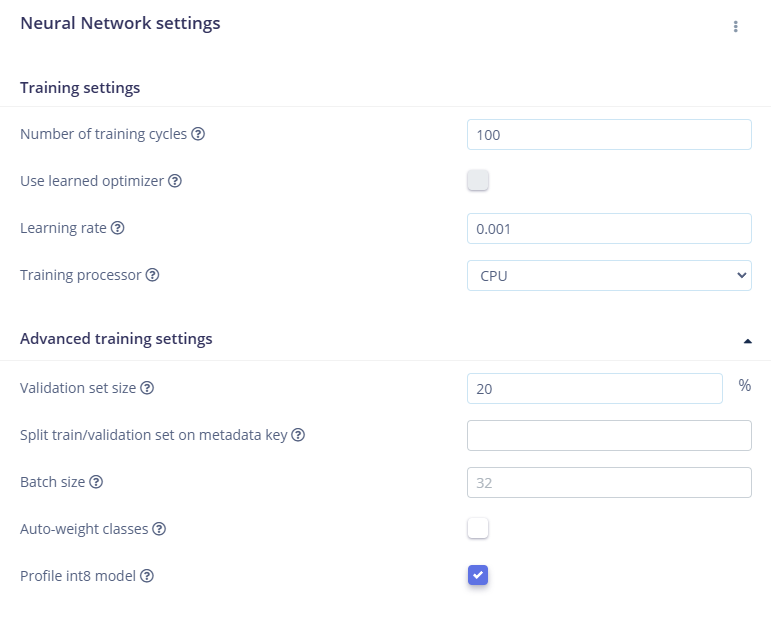 Neural Network settings
Training settings
Number of training cycles
100
Use learned optimizer
Learning rate
0.001
Training processor
CPU
Advanced training settings
Validation set size
20
%
Split train/validation set on metadata key
Batch size
32
Auto-weight classes
Profile int8 model